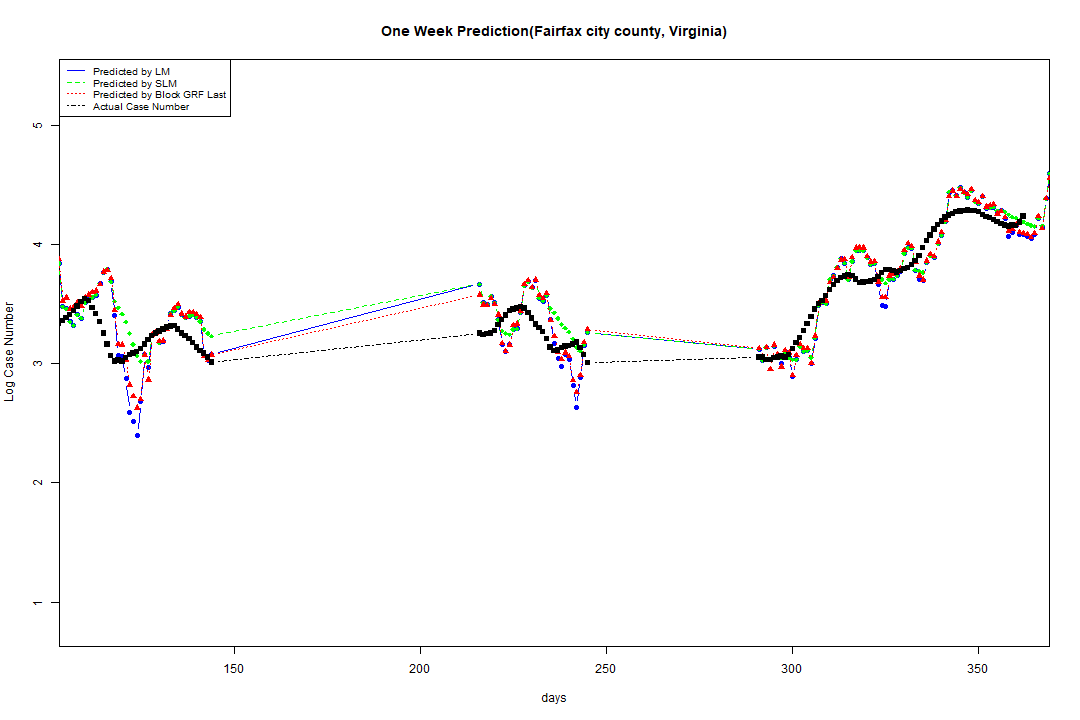 One Week Prediction(Fairfax city county, Virginia)
Predicted by LM
Predicted by SLM
Predicted by Block GRF Last
Actual Case Number
5
4
3
2
1
Log Case Number
150 200 250 300 350
days